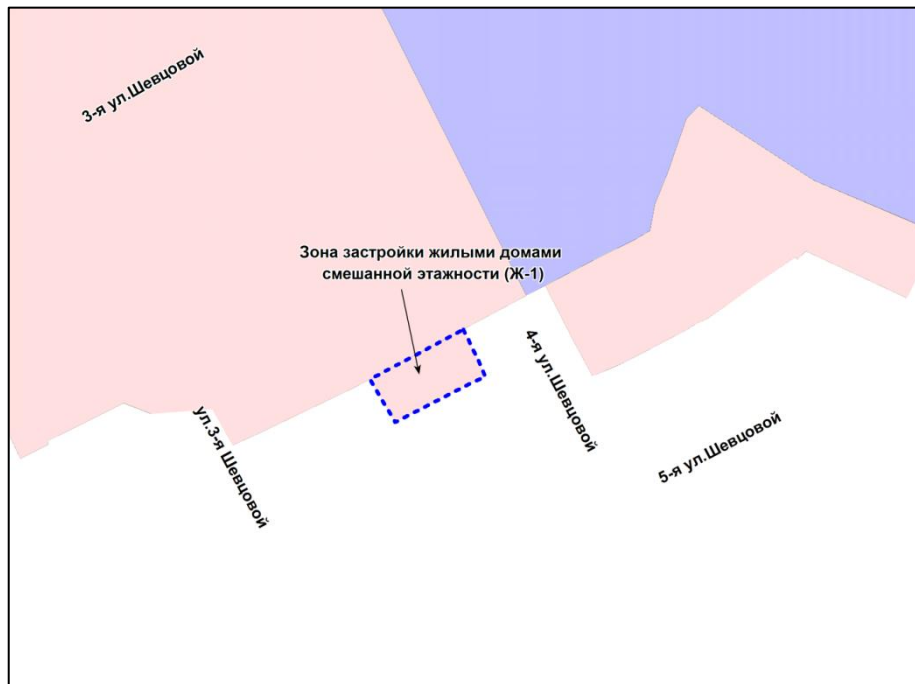 3-я ул.Шевцовой
Зона застройки жилыми домами
смешанной этажности (Ж-1)
4-я ул.Шевцовой
ул.3-я Шевцовой
5-я ул.Шевцовой